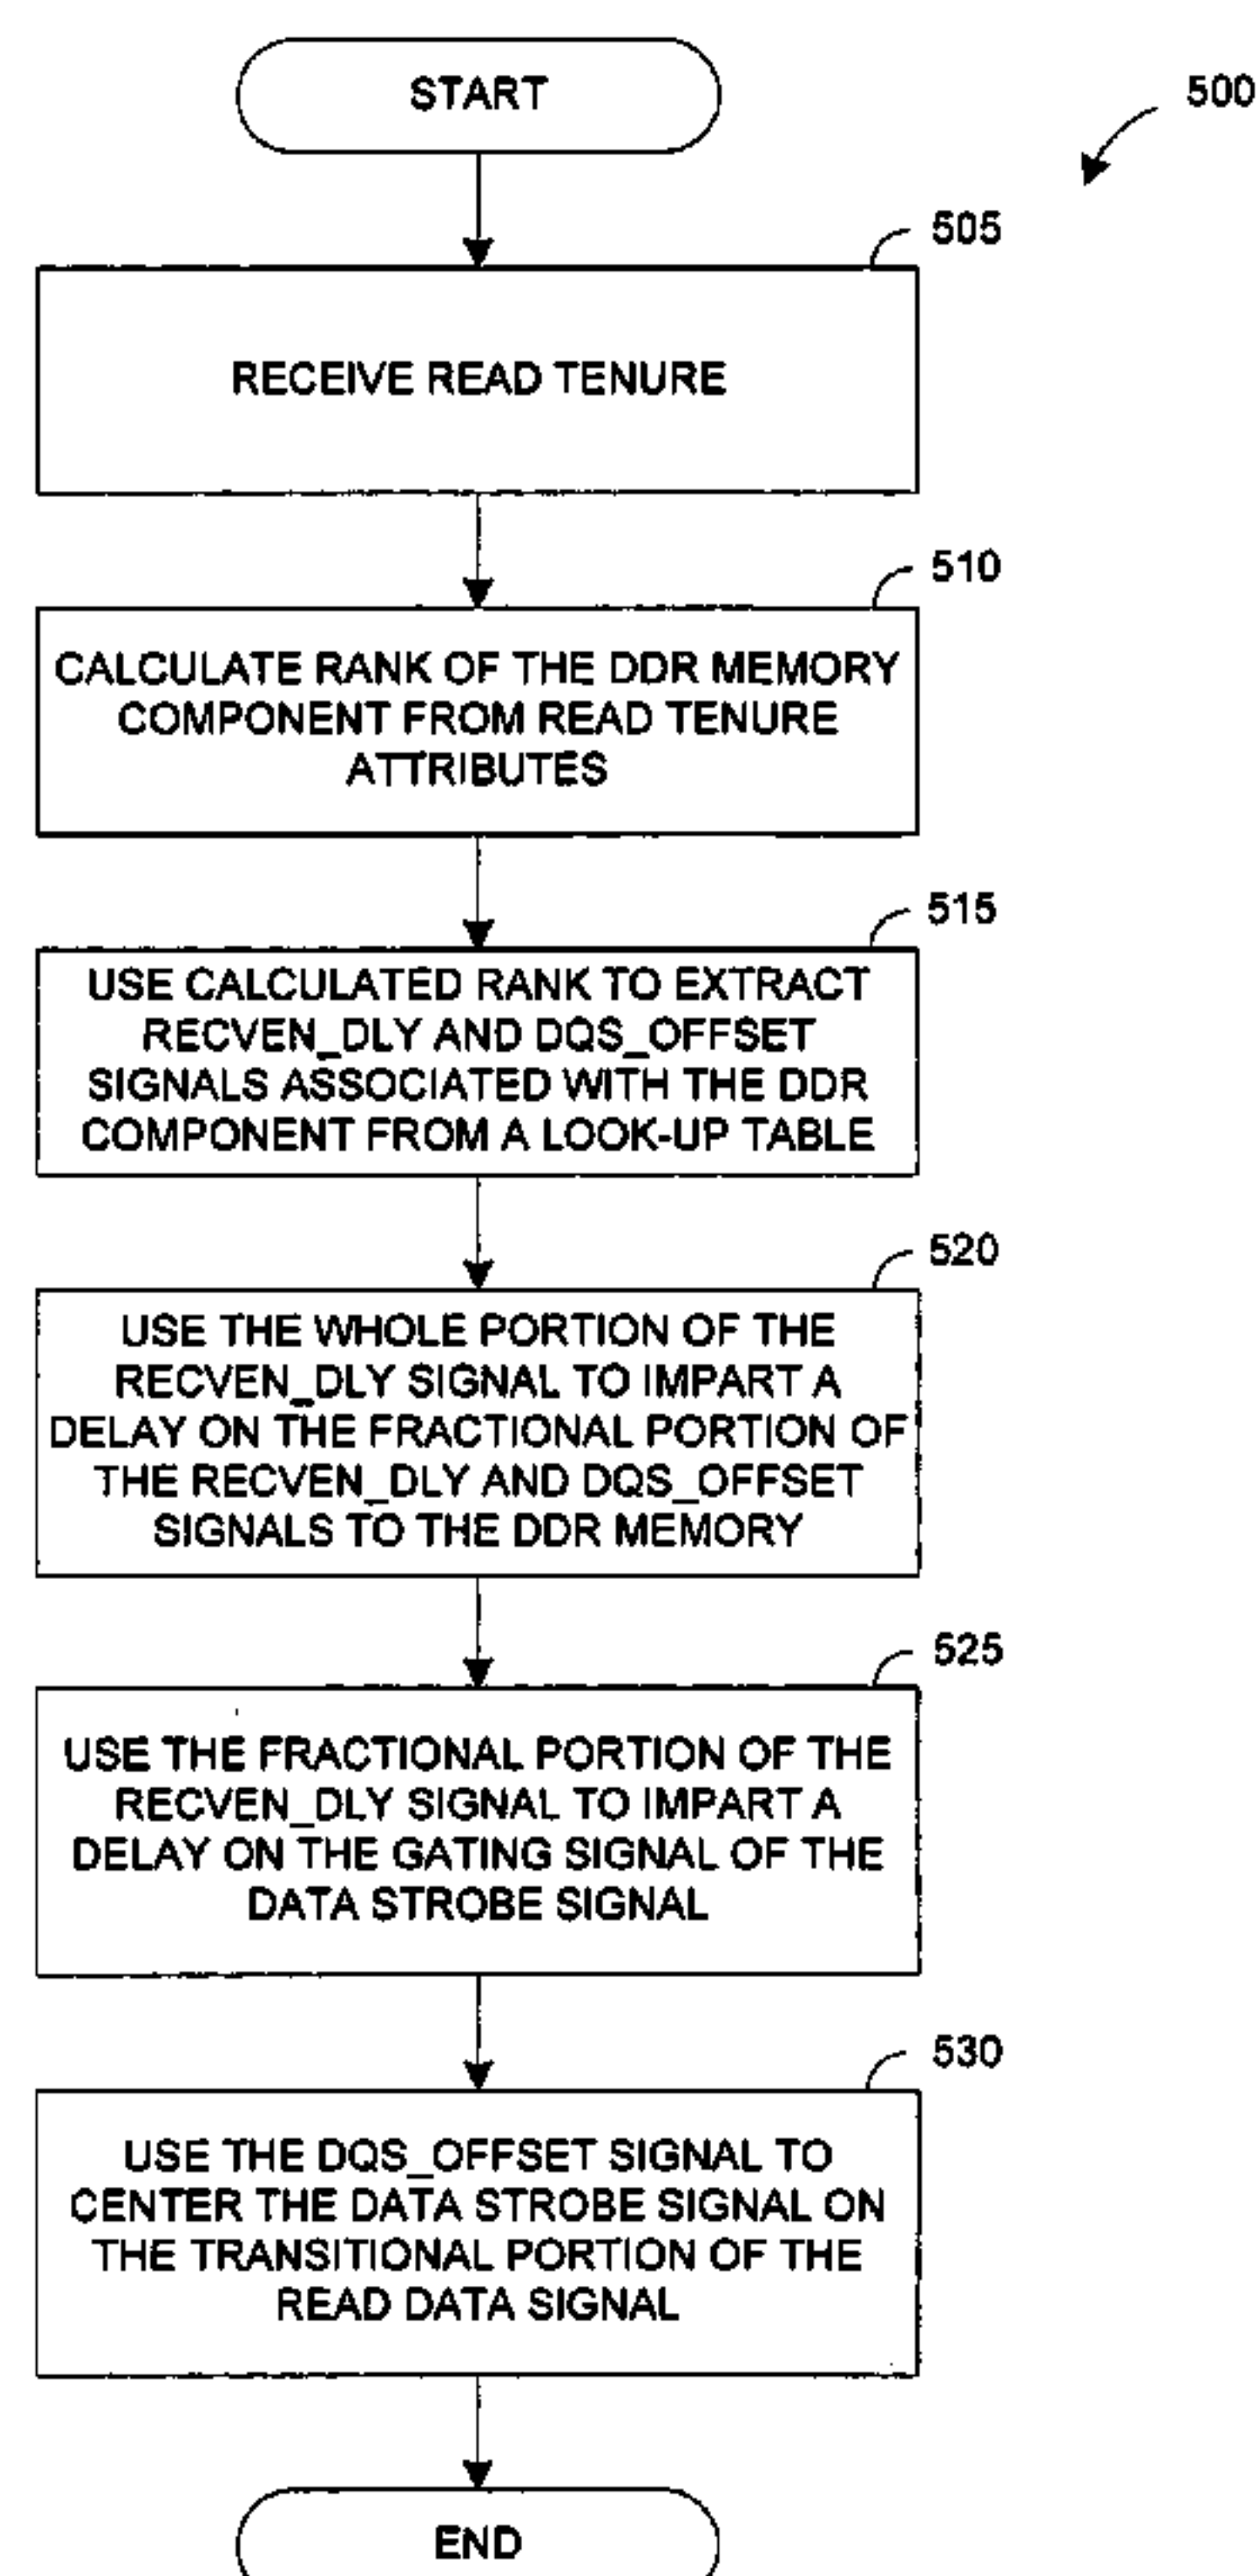 START
500
505
RECEIVE READ TENURE
510
CALCULATE RANK OF THE DDR MEMORY
COMPONENT FROM READ TENURE
ATTRIBUTES
515
USE CALCULATED RANK TO EXTRACT
RECVEN_DLY AND DQS_OFFSET
SIGNALS ASSOCIATED WITH THE DDR
COMPONENT FROM A LOOK-UP TABLE
520
USE THE WHOLE PORTION OF THE
RECVEN_DLY SIGNAL TO IMPART A
DELAY ON THE FRACTIONAL PORTION OF
THE RECVEN_DLY AND DQS_OFFSET
SIGNALS TO THE DDR MEMORY
525
USE THE FRACTIONAL PORTION OF THE
RECVEN_DLY SIGNAL TO IMPART A
DELAY ON THE GATING SIGNAL OF THE
DATA STROBE SIGNAL
530
USE THE DQS_OFFSET SIGNAL TO
CENTER THE DATA STROBE SIGNAL ON
THE TRANSITIONAL PORTION OF THE
READ DATA SIGNAL
END